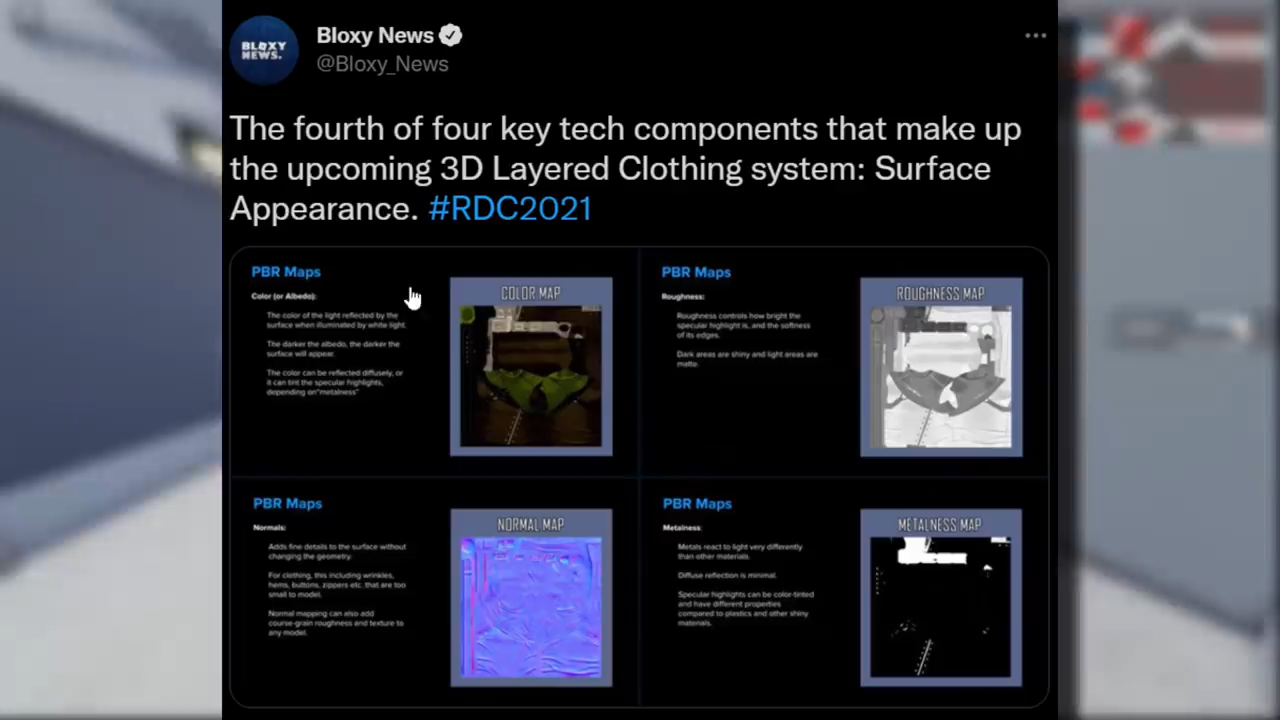 BLOXY
NEWS.
Bloxy News
@Bloxy_News
The fourth of four key tech components that make up
the upcoming 3D Layered Clothing system: Surface
Appearance. #RDC2021
PBR Maps
Color (or Albedo):
The color of the light reflected by the
surface when illuminated by white light.
The darker the albedo, the darker the
surface will appear.
The color can be reflected diffusely, or
it can tint the specular highlights,
depending on"metalness"
COLOR MAP
PBR Maps
Roughness:
Roughness controls how bright the
specular highlight is, and the softness
of its edges.
Dark areas are shiny and light areas are
matte.
ROUGHNESS MAP
PBR Maps
Normals:
Adds fine details to the surface without
changing the geometry.
For clothing, this including wrinkles,
hems, buttons, zippers etc. that are too
small to model.
Normal mapping can also add
course-grain roughness and texture to
any model.
NORMAL MAP
PBR Maps
Metalness:
Metals react to light very differently
than other materials.
Diffuse reflection is minimal.
Specular highlights can be color-tinted
and have different properties
compared to plastics and other shiny
materials.
METALNESS MAP